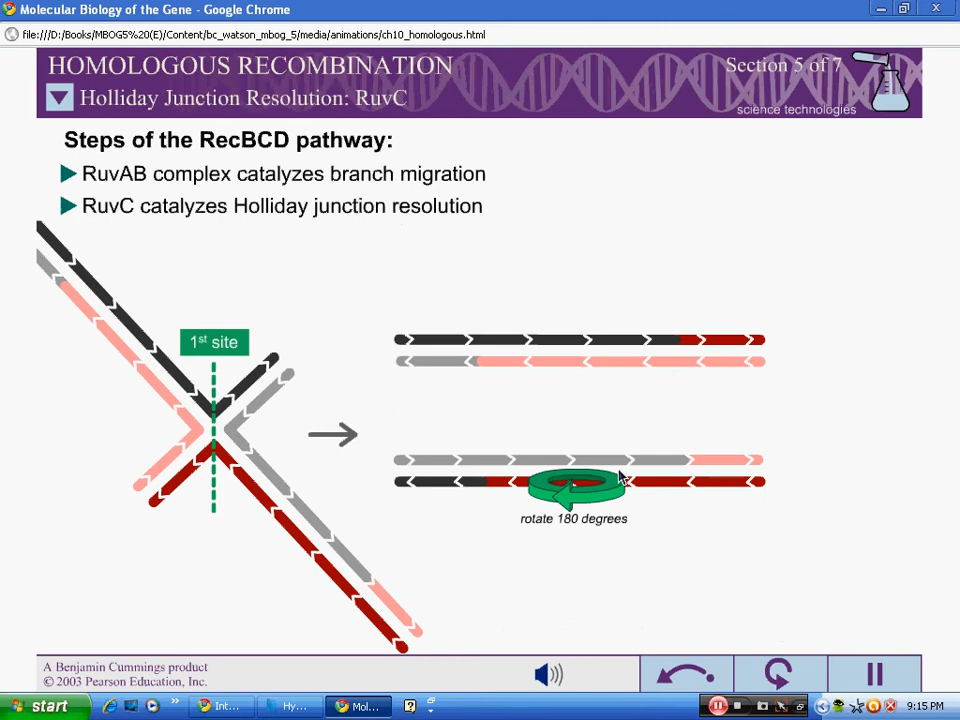 Molecular Biology of the Gene - Google Chrome
file:///D:/Books/MBOG5%20(E)/Content/bc_watson_mbog_5/media/animations/ch10_homologous.html
HOMOLOGOUS RECOMBINATION
Section 5 of 7
Holliday Junction Resolution: RuvC
science technologies
Steps of the RecBCD pathway:
RuvAB complex catalyzes branch migration
RuvC catalyzes Holliday junction resolution
1st site
rotate 180 degrees
A Benjamin Cummings product
© 2003 Pearson Education, Inc.
start
Int...
Hy...
Mol...
9:15 PM